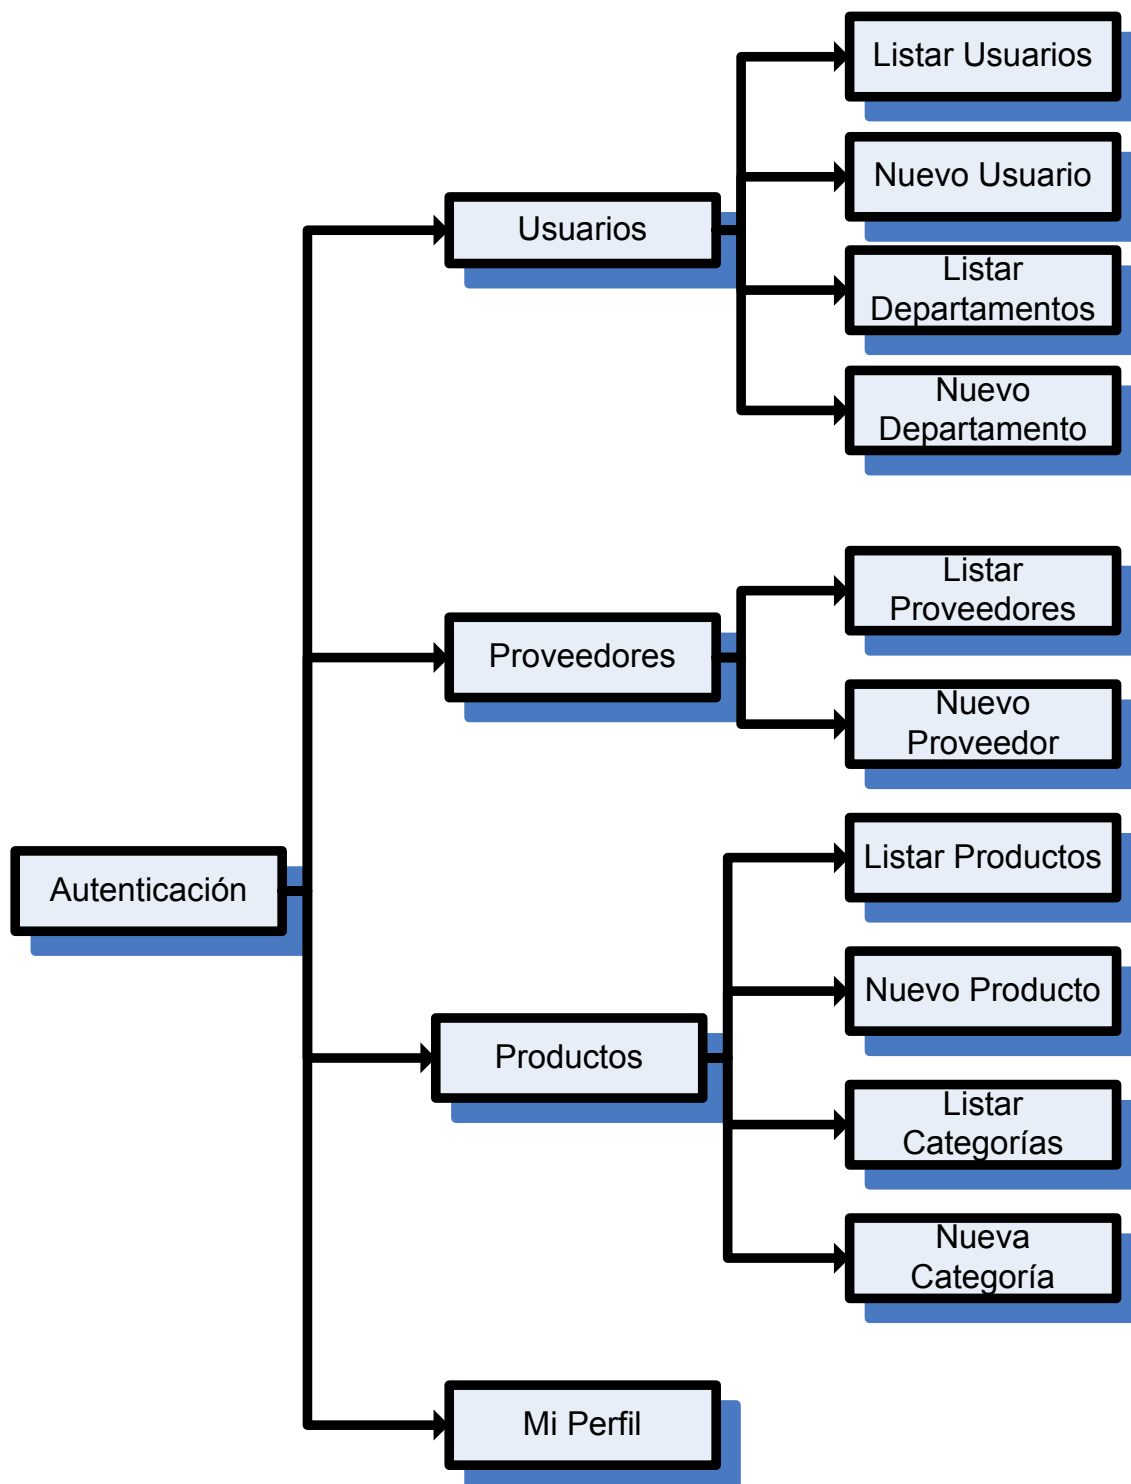 Listar Usuarios
Nuevo Usuario
Usuarios
Listar
Departamentos
Nuevo
Departamento
Listar
Proveedores
Proveedores
Nuevo
Proveedor
Listar Productos
Autenticación
Nuevo Producto
Productos
Listar
Categorías
Nueva
Categoría
Mi Perfil